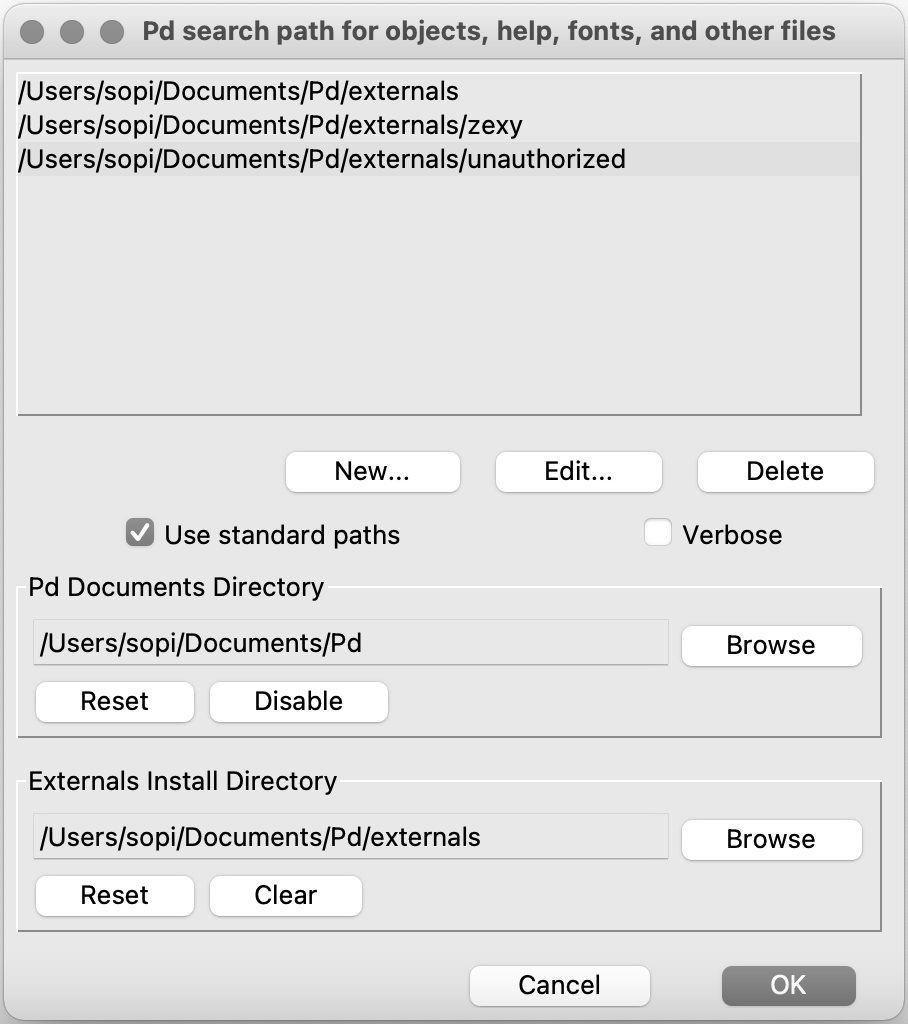 Pd search path for objects, help, fonts, and other files
/Users/sopi/Documents/Pd/externals
/Users/sopi/Documents/Pd/externals/zexy
/Users/sopi/Documents/Pd/externals/unauthorized
New... Edit... Delete
Use standard paths Verbose
Pd Documents Directory
/Users/sopi/Documents/Pd Browse
Reset Disable
Externals Install Directory
/Users/sopi/Documents/Pd/externals Browse
Reset Clear
Cancel OK